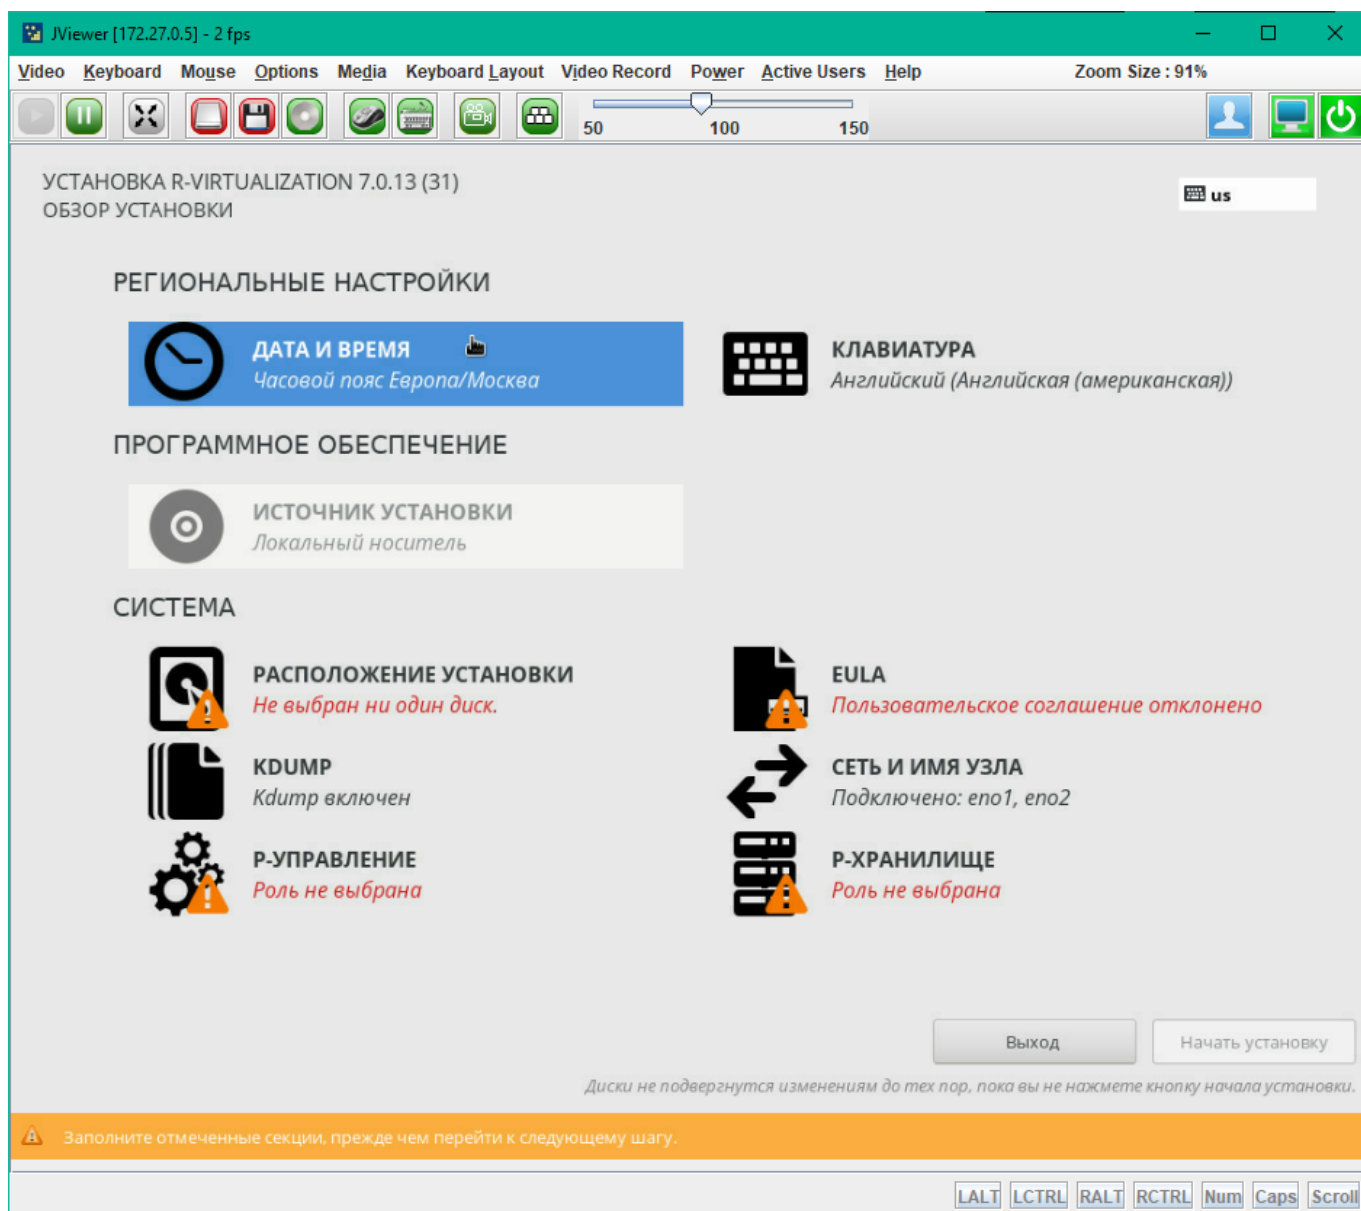 JViewer [172.27.0.5] - 2 fps
Video Keyboard Mouse Options Media Keyboard Layout Video Record Power Active Users Help Zoom Size : 91%
50 100 150
УСТАНОВКА R-VIRTUALIZATION 7.0.13 (31)
ОБЗОР УСТАНОВКИ
us
РЕГИОНАЛЬНЫЕ НАСТРОЙКИ
ДАТА И ВРЕМЯ
Часовой пояс Европа/Москва
КЛАВИАТУРА
Английский (Английская (американская))
ПРОГРАММНОЕ ОБЕСПЕЧЕНИЕ
ИСТОЧНИК УСТАНОВКИ
Локальный носитель
СИСТЕМА
РАСПОЛОЖЕНИЕ УСТАНОВКИ
Не выбран ни один диск.
EULA
Пользовательское соглашение отклонено
KDUMP
Kdump включен
СЕТЬ И ИМЯ УЗЛА
Подключено: eno1, eno2
Р-УПРАВЛЕНИЕ
Роль не выбрана
Р-ХРАНИЛИЩЕ
Роль не выбрана
Выход
Начать установку
Диски не подвергнутся изменениям до тех пор, пока вы не нажмете кнопку начала установки.
Заполните отмеченные секции, прежде чем перейти к следующему шагу.
LALT LCTRL RALT RCTRL Num Caps Scroll